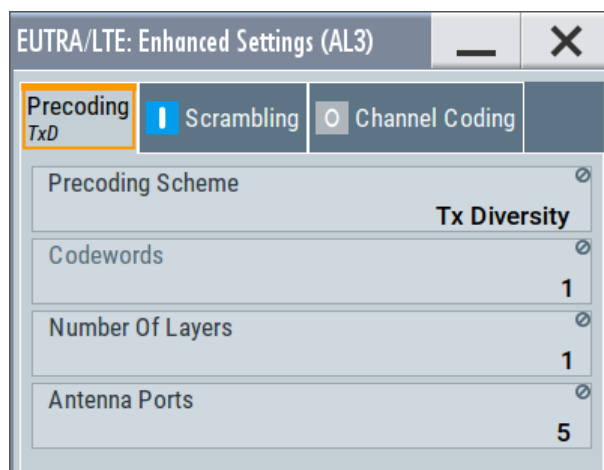 EUTRA/LTE: Enhanced Settings (AL3)
Precoding
TxD
Scrambling
Channel Coding
Precoding Scheme
Tx Diversity
Codewords
1
Number Of Layers
1
Antenna Ports
5